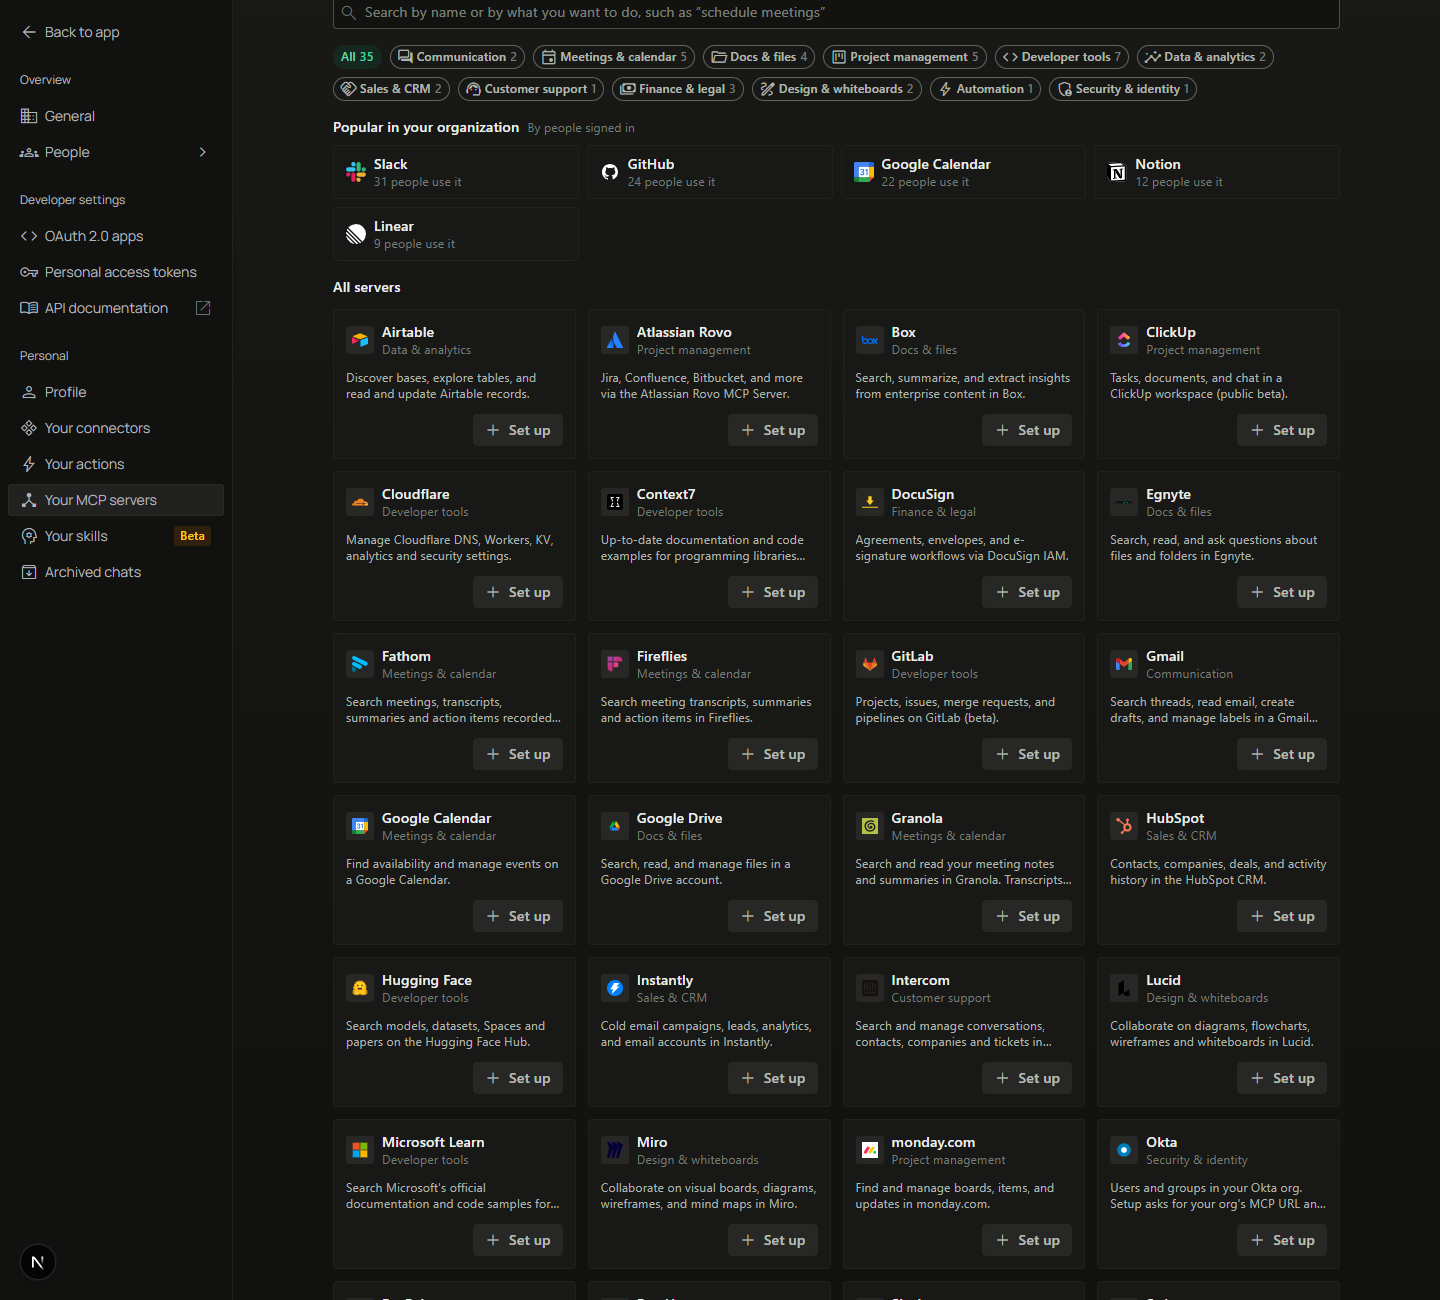 Back to app
Overview
General
People
Developer settings
OAuth 2.0 apps
Personal access tokens
API documentation
Personal
Profile
Your connectors
Your actions
Your MCP servers
Your skills Beta
Archived chats
N
Search by name or by what you want to do, such as “schedule meetings”
All 35 Communication 2 Meetings & calendar 5 Docs & files 4 Project management 5 Developer tools 7 Data & analytics 2
Sales & CRM 2 Customer support 1 Finance & legal 3 Design & whiteboards 2 Automation 1 Security & identity 1
Popular in your organization By people signed in
Slack
31 people use it
GitHub
24 people use it
Google Calendar
22 people use it
Notion
12 people use it
Linear
9 people use it
All servers
Airtable
Data & analytics
Discover bases, explore tables, and
read and update Airtable records.
Set up
Atlassian Rovo
Project management
Jira, Confluence, Bitbucket, and more
via the Atlassian Rovo MCP Server.
Set up
box
Box
Docs & files
Search, summarize, and extract insights
from enterprise content in Box.
Set up
ClickUp
Project management
Tasks, documents, and chat in a
ClickUp workspace (public beta).
Set up
Cloudflare
Developer tools
Manage Cloudflare DNS, Workers, KV,
analytics and security settings.
Set up
Context7
Developer tools
Up-to-date documentation and code
examples for programming libraries...
Set up
DocuSign
Finance & legal
Agreements, envelopes, and e-
signature workflows via DocuSign IAM.
Set up
Egnyte
Docs & files
Search, read, and ask questions about
files and folders in Egnyte.
Set up
Fathom
Meetings & calendar
Search meetings, transcripts,
summaries and action items recorded...
Set up
Fireflies
Meetings & calendar
Search meeting transcripts, summaries
and action items in Fireflies.
Set up
GitLab
Developer tools
Projects, issues, merge requests, and
pipelines on GitLab (beta).
Set up
Gmail
Communication
Search threads, read email, create
drafts, and manage labels in a Gmail...
Set up
Google Calendar
Meetings & calendar
Find availability and manage events on
a Google Calendar.
Set up
Google Drive
Docs & files
Search, read, and manage files in a
Google Drive account.
Set up
Granola
Meetings & calendar
Search and read your meeting notes
and summaries in Granola. Transcripts...
Set up
HubSpot
Sales & CRM
Contacts, companies, deals, and activity
history in the HubSpot CRM.
Set up
Hugging Face
Developer tools
Search models, datasets, Spaces and
papers on the Hugging Face Hub.
Set up
Instantly
Sales & CRM
Cold email campaigns, leads, analytics,
and email accounts in Instantly.
Set up
Intercom
Customer support
Search and manage conversations,
contacts, companies and tickets in...
Set up
Lucid
Design & whiteboards
Collaborate on diagrams, flowcharts,
wireframes and whiteboards in Lucid.
Set up
Microsoft Learn
Developer tools
Search Microsoft's official
documentation and code samples for...
Set up
Miro
Design & whiteboards
Collaborate on visual boards, diagrams,
wireframes, and mind maps in Miro.
Set up
monday.com
Project management
Find and manage boards, items, and
updates in monday.com.
Set up
Okta
Security & identity
Users and groups in your Okta org.
Setup asks for your org's MCP URL an...
Set up